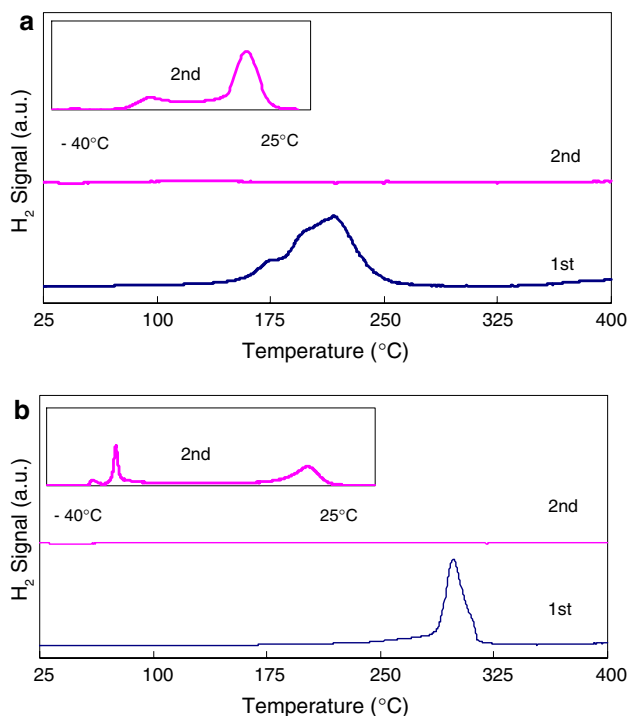 a
2nd
- 40°C 25°C
H2 Signal (a.u.)
2nd
1st
25 100 175 250 325 400
Temperature (°C)
b
2nd
- 40°C 25°C
H2 Signal (a.u.)
2nd
1st
25 100 175 250 325 400
Temperature (°C)